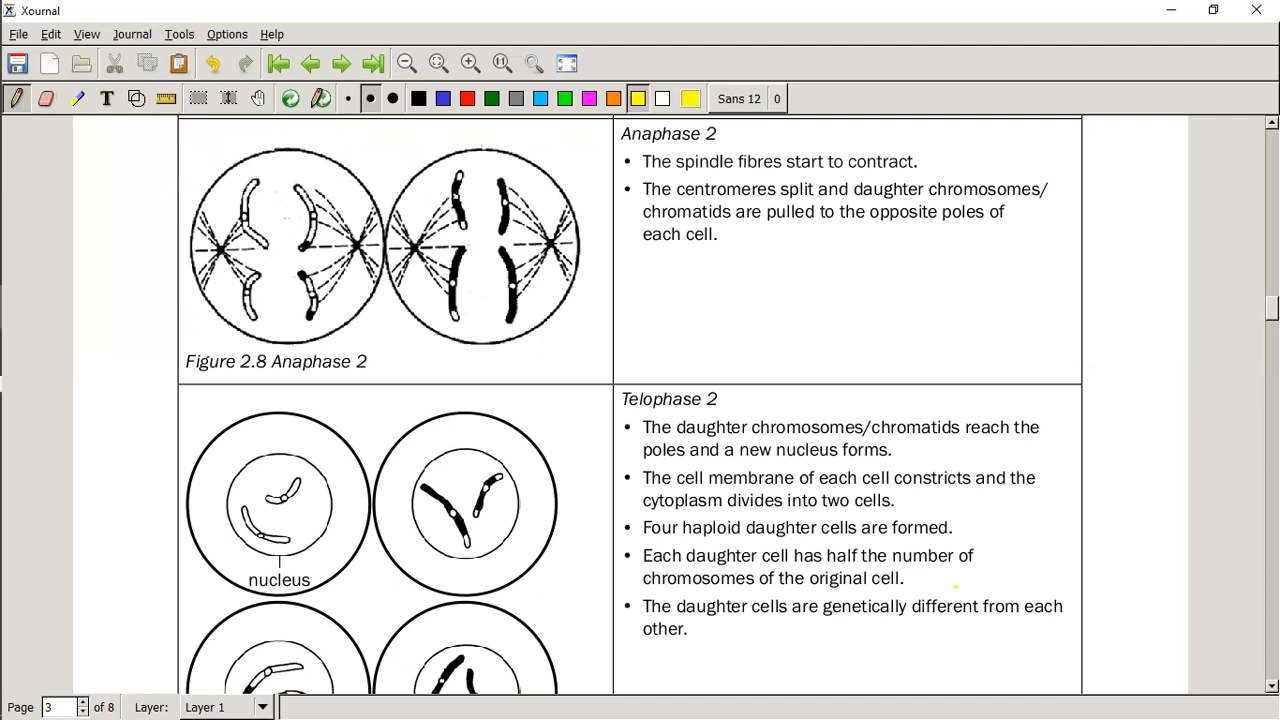 Xournal
File Edit View Journal Tools Options Help
Sans 12 0
Anaphase 2
• The spindle fibres start to contract.
• The centromeres split and daughter chromosomes/
chromatids are pulled to the opposite poles of
each cell.
Figure 2.8 Anaphase 2
Telophase 2
• The daughter chromosomes/chromatids reach the
poles and a new nucleus forms.
• The cell membrane of each cell constricts and the
cytoplasm divides into two cells.
• Four haploid daughter cells are formed.
• Each daughter cell has half the number of
chromosomes of the original cell.
• The daughter cells are genetically different from each
other.
nucleus
Page 3 of 8 Layer: Layer 1